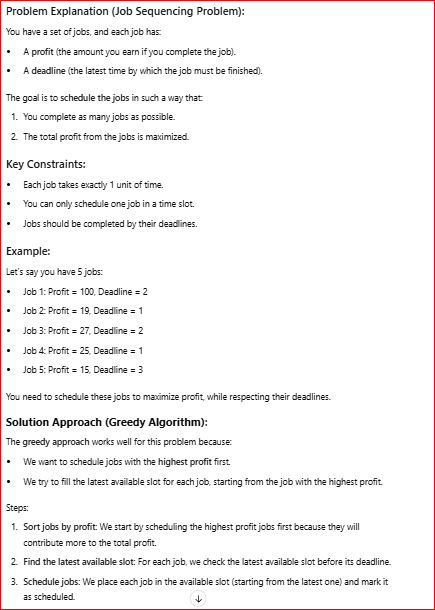 Problem Explanation (Job Sequencing Problem):
You have a set of jobs, and each job has:
• A profit (the amount you earn if you complete the job).
• A deadline (the latest time by which the job must be finished).
The goal is to schedule the jobs in such a way that:
1. You complete as many jobs as possible.
2. The total profit from the jobs is maximized.
Key Constraints:
• Each job takes exactly 1 unit of time.
• You can only schedule one job in a time slot.
• Jobs should be completed by their deadlines.
Example:
Let's say you have 5 jobs:
• Job 1: Profit = 100, Deadline = 2
• Job 2: Profit = 19, Deadline = 1
• Job 3: Profit = 27, Deadline = 2
• Job 4: Profit = 25, Deadline = 1
• Job 5: Profit = 15, Deadline = 3
You need to schedule these jobs to maximize profit, while respecting their deadlines.
Solution Approach (Greedy Algorithm):
The greedy approach works well for this problem because:
• We want to schedule jobs with the highest profit first.
• We try to fill the latest available slot for each job, starting from the job with the highest profit.
Steps:
1. Sort jobs by profit: We start by scheduling the highest profit jobs first because they will
contribute more to the total profit.
2. Find the latest available slot: For each job, we check the latest available slot before its deadline.
3. Schedule jobs: We place each job in the available slot (starting from the latest one) and mark it
as scheduled.